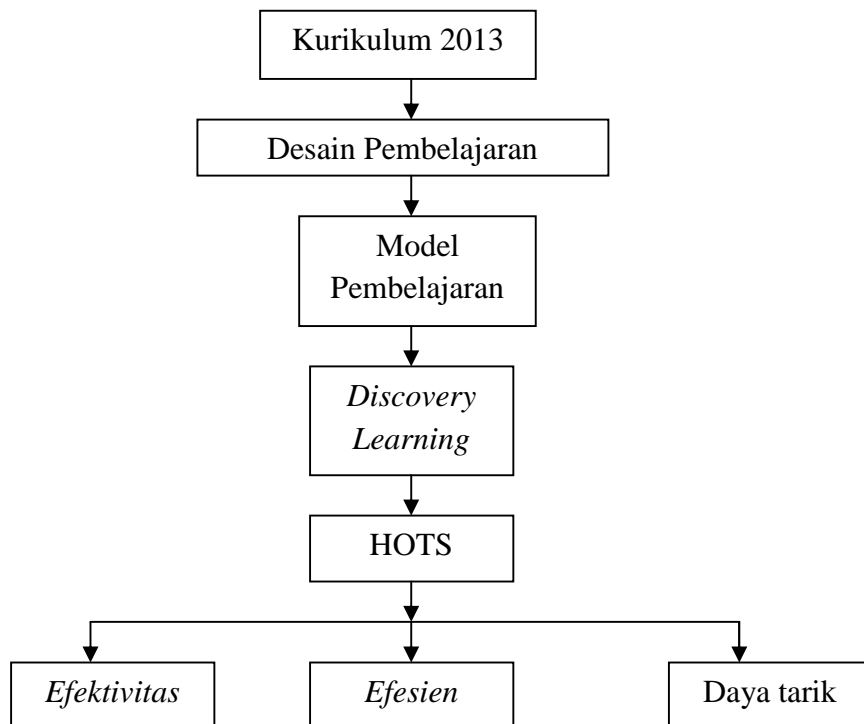 Kurikulum 2013
Desain Pembelajaran
Model
Pembelajaran
Discovery
Learning
HOTS
Efektivitas
Efesien
Daya tarik